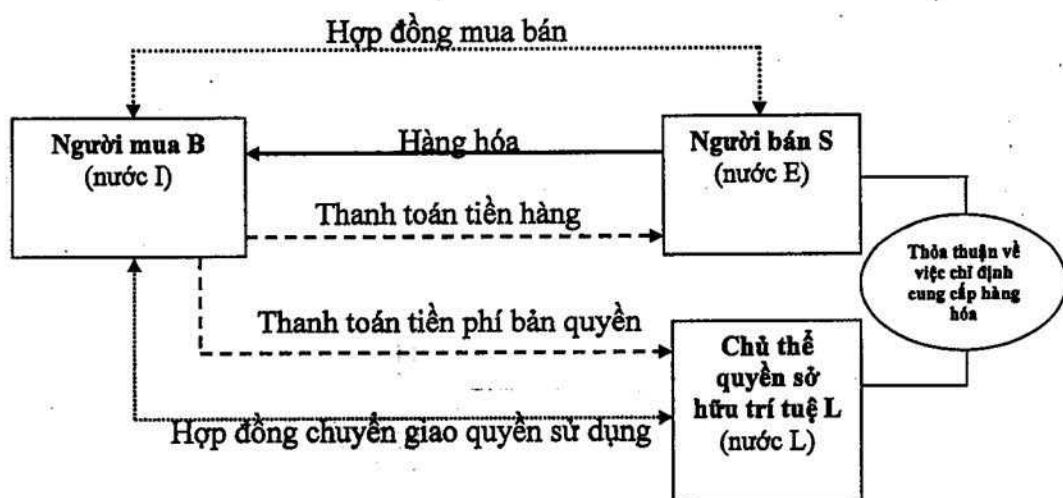 Hợp đồng mua bán
Người mua B
(nước I)
Hàng hóa
Người bán S
(nước E)
Thanh toán tiền hàng
Thỏa thuận về
việc chỉ định
cung cấp hàng
hóa
Thanh toán tiền phí bản quyền
Chủ thể
quyền sở
hữu trí tuệ L
(nước L)
Hợp đồng chuyển giao quyền sử dụng